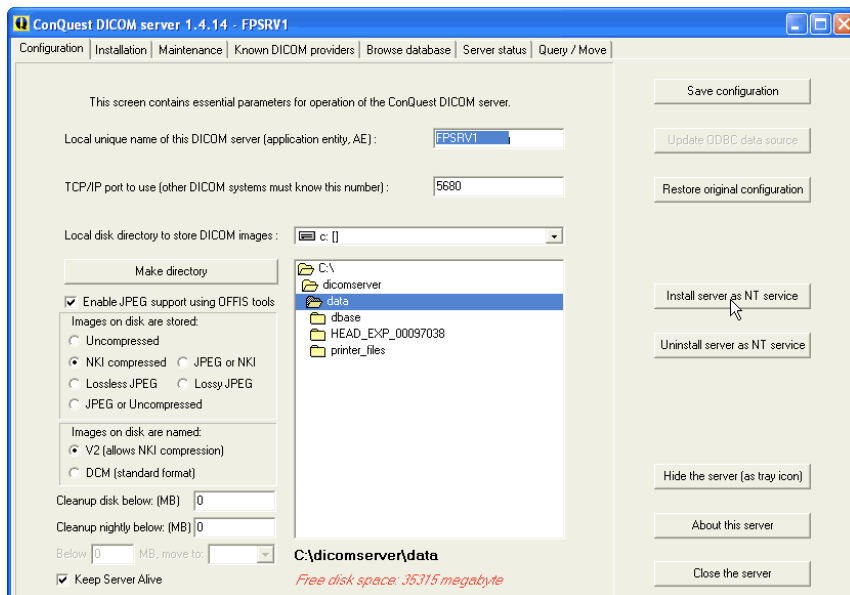 ConQuest DICOM server 1.4.14 - FPSRV1
Configuration Installation Maintenance Known DICOM providers Browse database Server status Query / Move
This screen contains essential parameters for operation of the ConQuest DICOM server.
Local unique name of this DICOM server (application entity, AE) : FPSRV1
TCP/IP port to use (other DICOM systems must know this number) : 5680
Local disk directory to store DICOM images : c: []
Make directory
Enable JPEG support using OFFIS tools
Images on disk are stored:
Uncompressed
NKI compressed JPEG or NKI
Lossless JPEG Lossy JPEG
JPEG or Uncompressed
Images on disk are named:
V2 (allows NKI compression)
DCM (standard format)
Cleanup disk below: (MB) 0
Cleanup nightly below: (MB) 0
Below 0 MB, move to:
Keep Server Alive
C:\
dicomserver
data
dbase
HEAD_EXP_00097038
printer_files
C:\dicomserver\data
Free disk space: 35315 megabyte
Save configuration
Update ODBC data source
Restore original configuration
Install server as NT service
Uninstall server as NT service
Hide the server (as tray icon)
About this server
Close the server